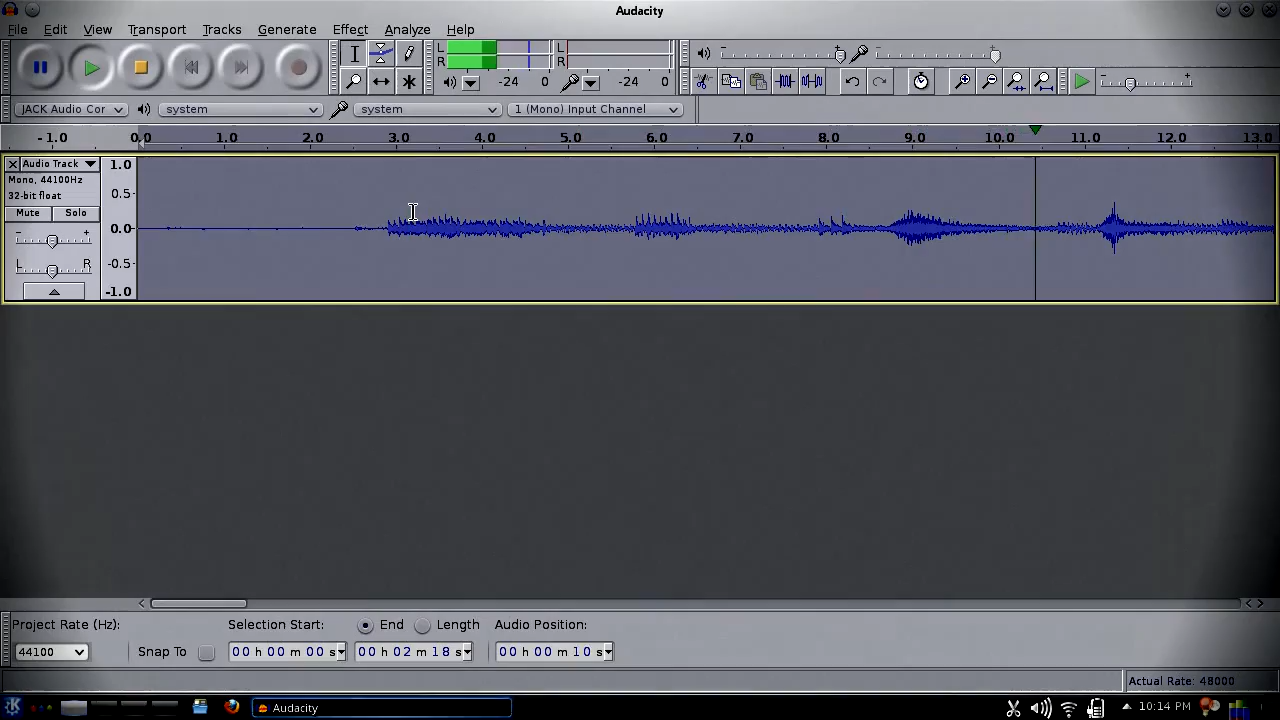 Audacity
File Edit View Transport Tracks Generate Effect Analyze Help
L R -24 0 L R -24 0
JACK Audio Cor system system 1 (Mono) Input Channel
-1.0 0.0 1.0 2.0 3.0 4.0 5.0 6.0 7.0 8.0 9.0 10.0 11.0 12.0 13.0
Audio Track 1.0
Mono, 44100Hz
32-bit float 0.5
Mute Solo
- + 0.0
L R -0.5
-1.0
Project Rate (Hz): Selection Start: End Length Audio Position:
44100 Snap To 00 h 00 m 00 s 00 h 02 m 18 s 00 h 00 m 10 s
Actual Rate: 48000
Audacity 10:14 PM